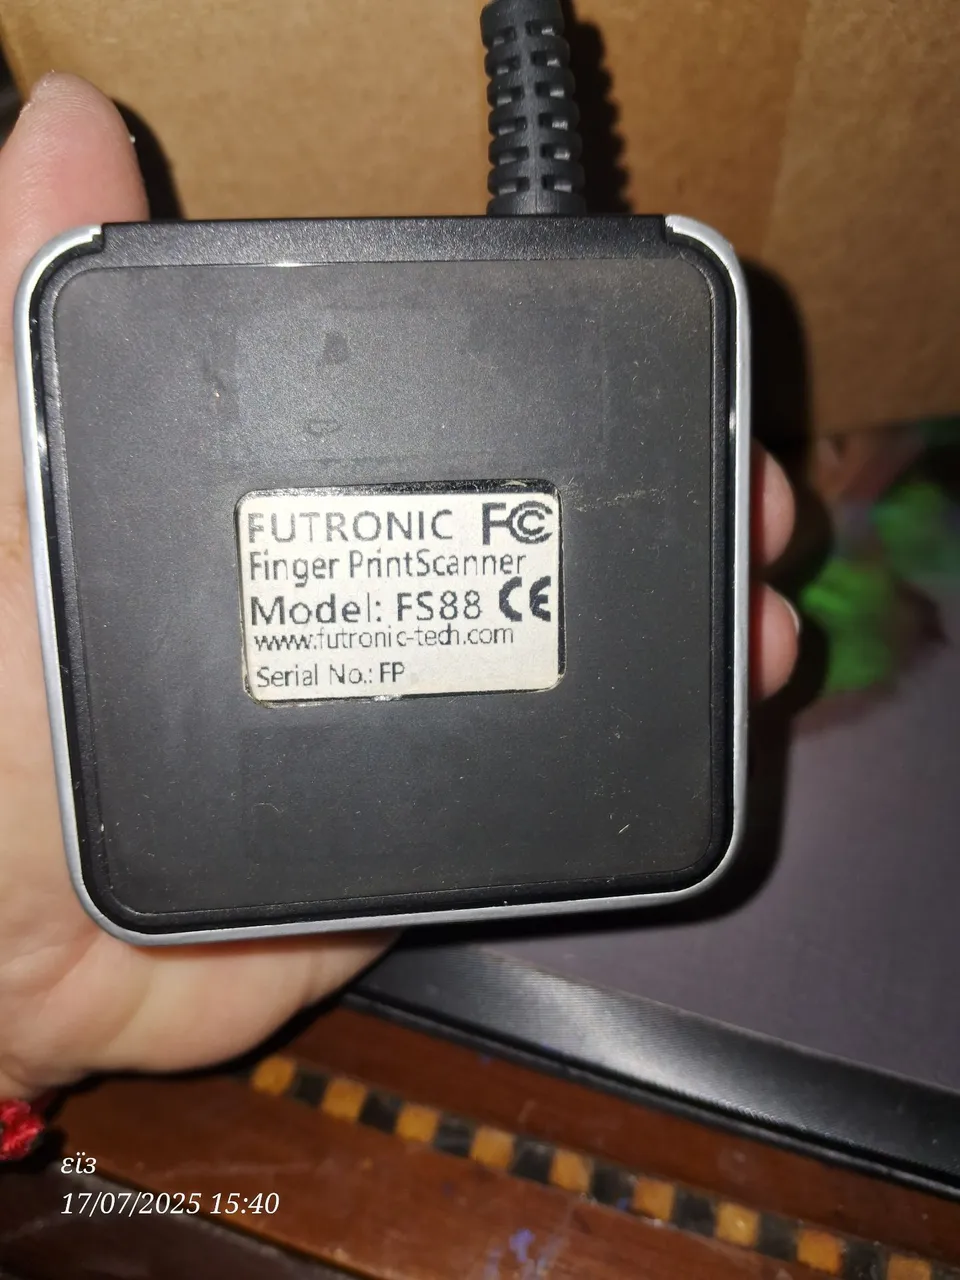 FUTRONIC FC
Finger PrintScanner
Model: FS88 CE
www.futronic-tech.com
Serial No.: FP
εϊз
17/07/2025 15:40